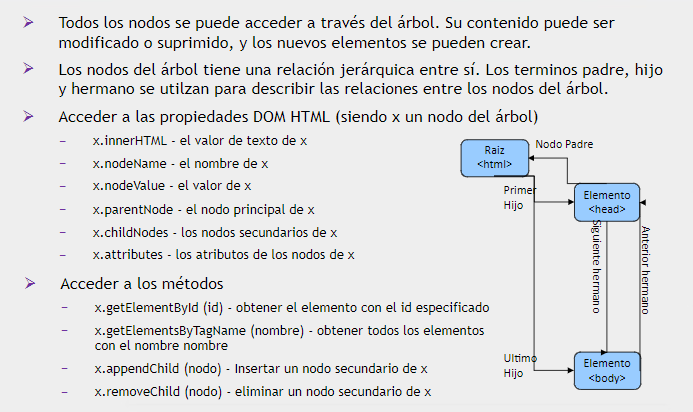 Todos los nodos se puede acceder a través del árbol. Su contenido puede ser
modificado o suprimido, y los nuevos elementos se pueden crear.
Los nodos del árbol tiene una relación jerárquica entre sí. Los terminos padre, hijo
y hermano se utilzan para describir las relaciones entre los nodos del árbol.
Acceder a las propiedades DOM HTML (siendo x un nodo del árbol)
– x.innerHTML - el valor de texto de x
– x.nodeName - el nombre de x
– x.nodeValue - el valor de x
– x.parentNode - el nodo principal de x
– x.childNodes - los nodos secundarios de x
– x.attributes - los atributos de los nodos de x
Acceder a los métodos
– x.getElementById (id) - obtener el elemento con el id especificado
– x.getElementsByTagName (nombre) - obtener todos los elementos
con el nombre nombre
– x.appendChild (nodo) - Insertar un nodo secundario de x
– x.removeChild (nodo) - eliminar un nodo secundario de x
Raiz
<html>
Nodo Padre
Primer
Hijo
Elemento
<head>
Siguiente hermano
Anterior hermano
Ultimo
Hijo
Elemento
<body>